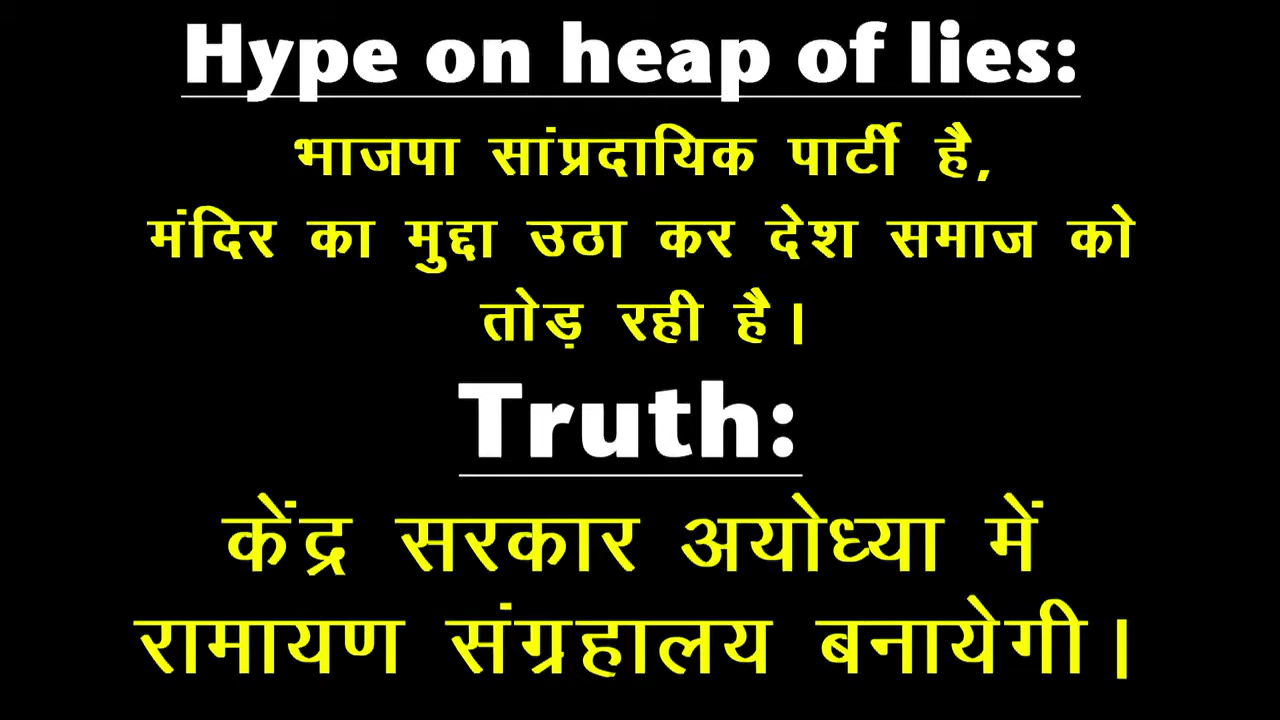 Hype on heap of lies:
भाजपा सांप्रदायिक पार्टी है,
मंदिर का मुद्दा उठा कर देश समाज को
तोड़ रही है।
Truth:
केंद्र सरकार अयोध्या में
रामायण संग्रहालय बनायेगी।